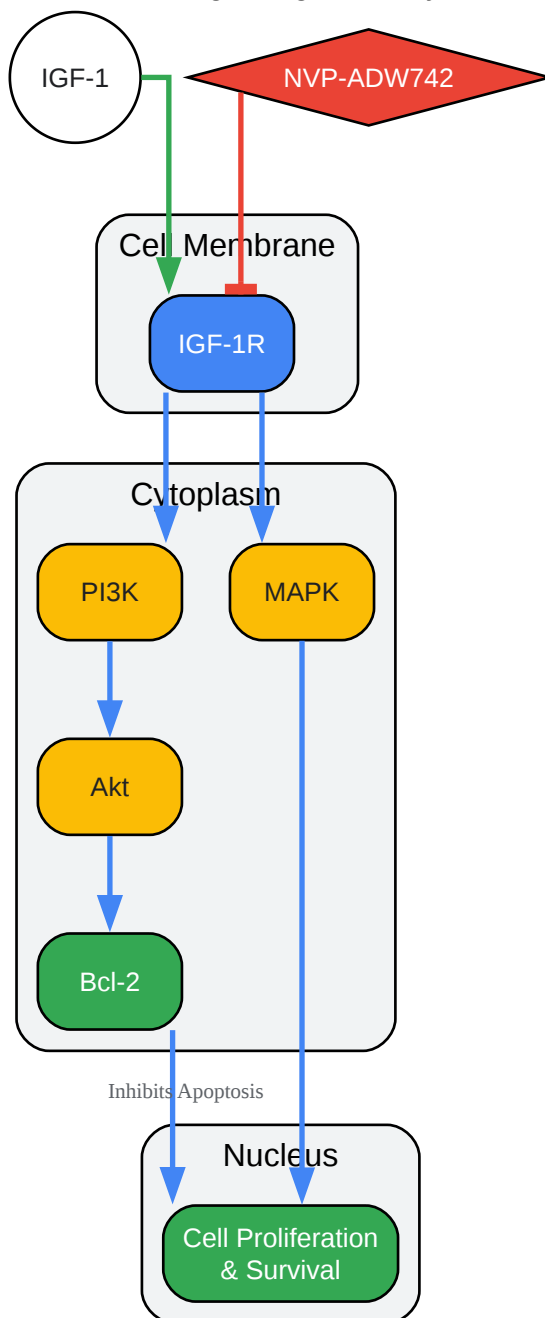 IGF-1
NVP-ADW742
Cell Membrane
IGF-1R
Cytoplasm
PI3K
MAPK
Akt
Bcl-2
Inhibits Apoptosis
Nucleus
Cell Proliferation
& Survival